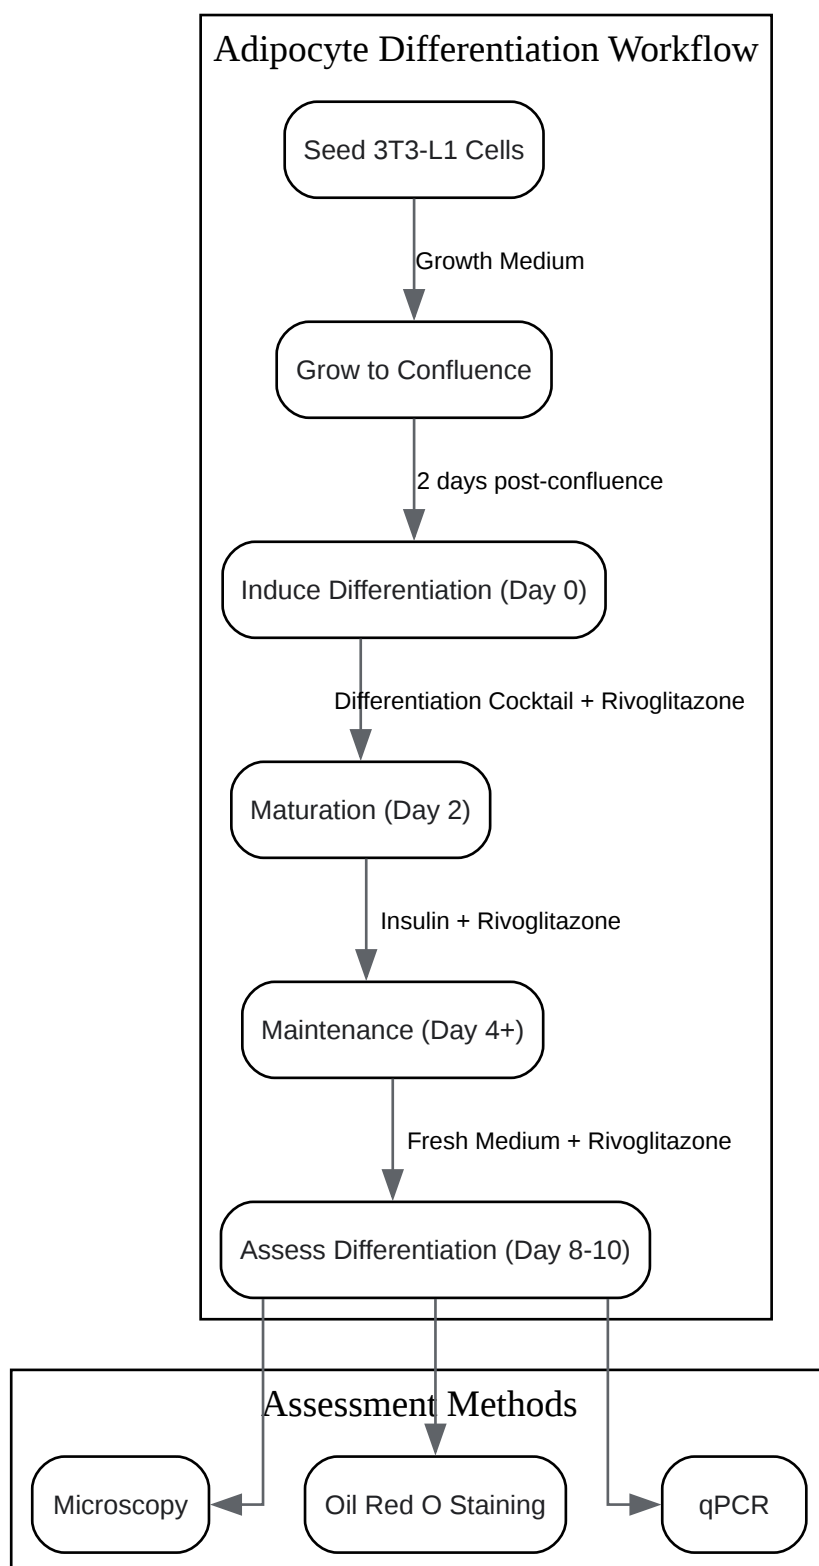 Adipocyte Differentiation Workflow
Seed 3T3-L1 Cells
Growth Medium
Grow to Confluence
2 days post-confluence
Induce Differentiation (Day 0)
Differentiation Cocktail + Rivoglitazone
Maturation (Day 2)
Insulin + Rivoglitazone
Maintenance (Day 4+)
Fresh Medium + Rivoglitazone
Assess Differentiation (Day 8-10)
Assessment Methods
Microscopy
Oil Red O Staining
qPCR